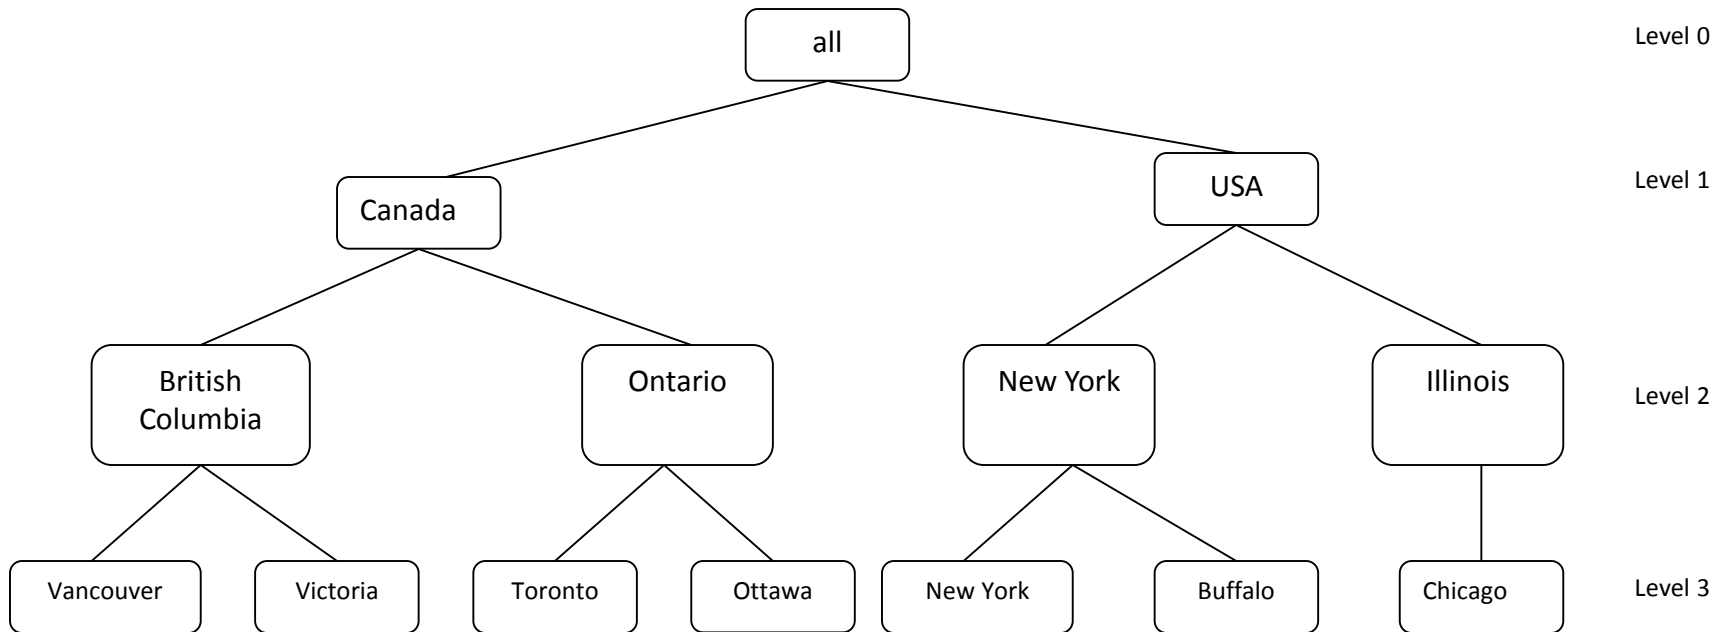 all
Level 0
Canada
USA
Level 1
British
Columbia
Ontario
New York
Illinois
Level 2
Vancouver
Victoria
Toronto
Ottawa
New York
Buffalo
Chicago
Level 3